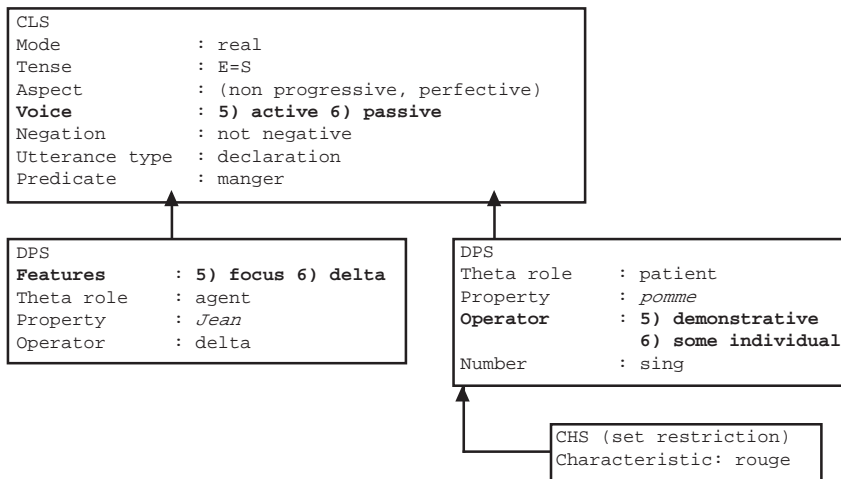 CLS
Mode : real
Tense : E=S
Aspect : (non progressive, perfective)
Voice : 5) active 6) passive
Negation : not negative
Utterance type : declaration
Predicate : manger
DPS
Features : 5) focus 6) delta
Theta role : agent
Property : Jean
Operator : delta
DPS
Theta role : patient
Property : pomme
Operator : 5) demonstrative
6) some individual
Number : sing
CHS (set restriction)
Characteristic: rouge